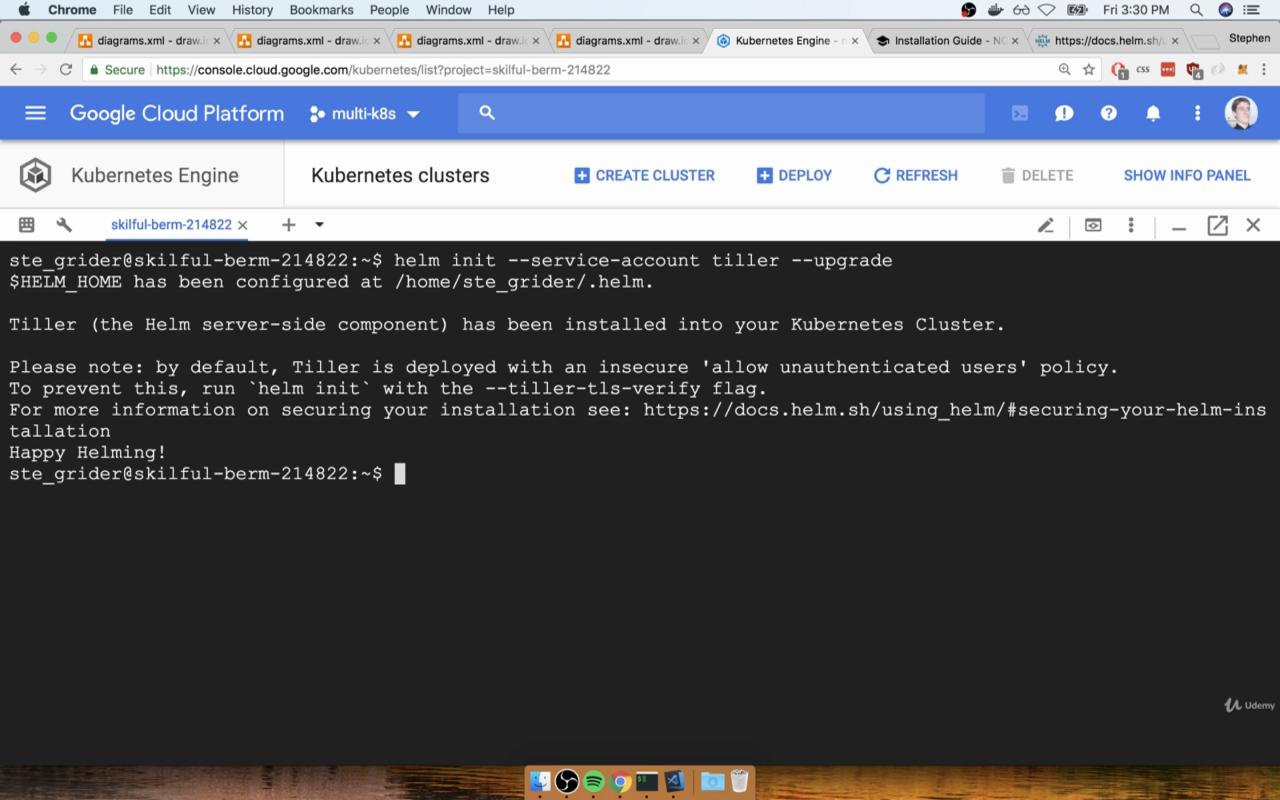 Chrome File Edit View History Bookmarks People Window Help Fri 3:30 PM
diagrams.xml - draw.i diagrams.xml - draw.i diagrams.xml - draw.i diagrams.xml - draw.i Kubernetes Engine - Installation Guide - NG https://docs.helm.sh/ Stephen
Secure https://console.cloud.google.com/kubernetes/list?project=skilful-berm-214822 1 CSS 4
Google Cloud Platform multi-k8s
Kubernetes Engine Kubernetes clusters CREATE CLUSTER DEPLOY REFRESH DELETE SHOW INFO PANEL
skilful-berm-214822
ste_grider@skilful-berm-214822:~$ helm init --service-account tiller --upgrade
$HELM_HOME has been configured at /home/ste_grider/.helm.
Tiller (the Helm server-side component) has been installed into your Kubernetes Cluster.
Please note: by default, Tiller is deployed with an insecure 'allow unauthenticated users' policy.
To prevent this, run `helm init` with the --tiller-tls-verify flag.
For more information on securing your installation see: https://docs.helm.sh/using_helm/#securing-your-helm-ins
tallation
Happy Helming!
ste_grider@skilful-berm-214822:~$
Udemy